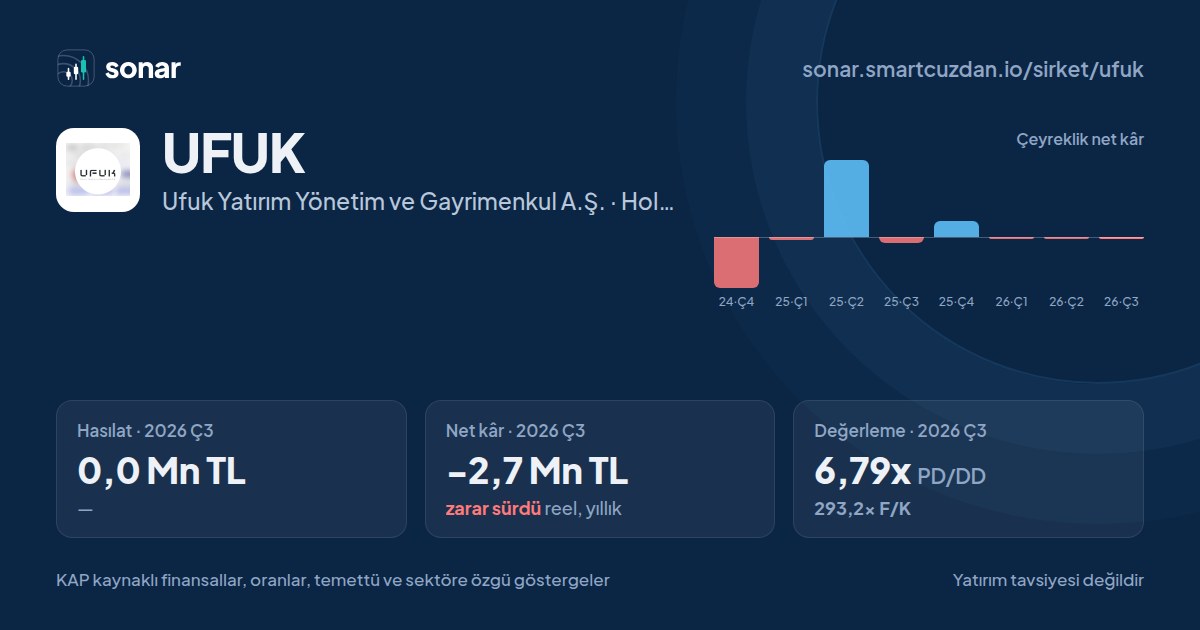 sonar
sonar.smartcuzdan.io/sirket/ufuk
UFUK
UFUK
Ufuk Yatırım Yönetim ve Gayrimenkul A.Ş. · Hol...
Çeyreklik net kâr
24·Ç4 25·Ç1 25·Ç2 25·Ç3 25·Ç4 26·Ç1 26·Ç2 26·Ç3
Hasılat · 2026 Ç3
0,0 Mn TL
—
Net kâr · 2026 Ç3
−2,7 Mn TL
zarar sürdü reel, yıllık
Değerleme · 2026 Ç3
6,79x PD/DD
293,2× F/K
KAP kaynaklı finansallar, oranlar, temettü ve sektöre özgü göstergeler
Yatırım tavsiyesi değildir